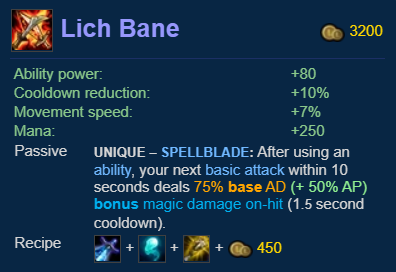 Lich Bane
3200
Ability power: +80
Cooldown reduction: +10%
Movement speed: +7%
Mana: +250
Passive UNIQUE – SPELLBLADE: After using an
ability, your next basic attack within 10
seconds deals 75% base AD (+ 50% AP)
bonus magic damage on-hit (1.5 second
cooldown).
Recipe + + + 450